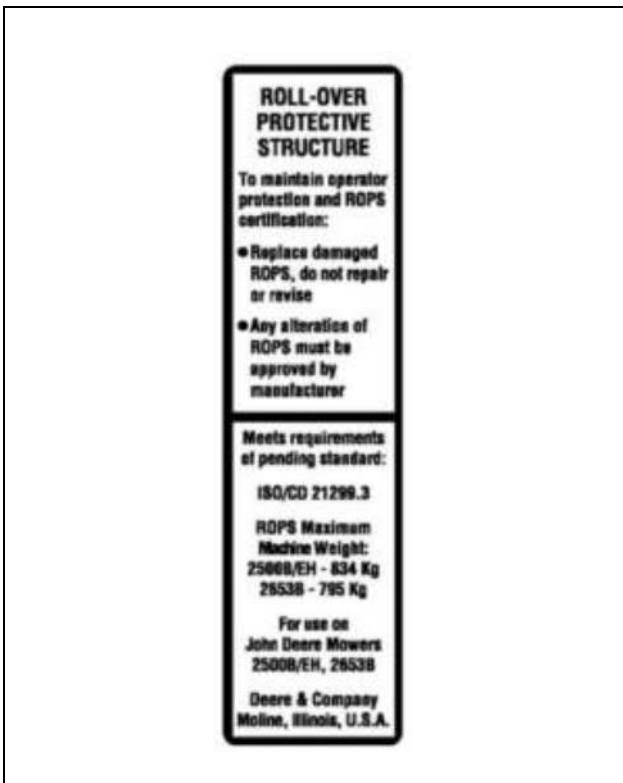 ROLL-OVER
PROTECTIVE
STRUCTURE
To maintain operator
protection and ROPS
certification:
●Replace damaged
ROPS, do not repair
or revise
●Any alteration of
ROPS must be
approved by
manufacturer
Meets requirements
of pending standard:
ISO/CD 21299.3
ROPS Maximum
Machine Weight:
2500B/EH - 834 Kg
2653B - 795 Kg
For use on
John Deere Mowers
2500B/EH, 2653B
Deere & Company
Moline, Illinois, U.S.A.